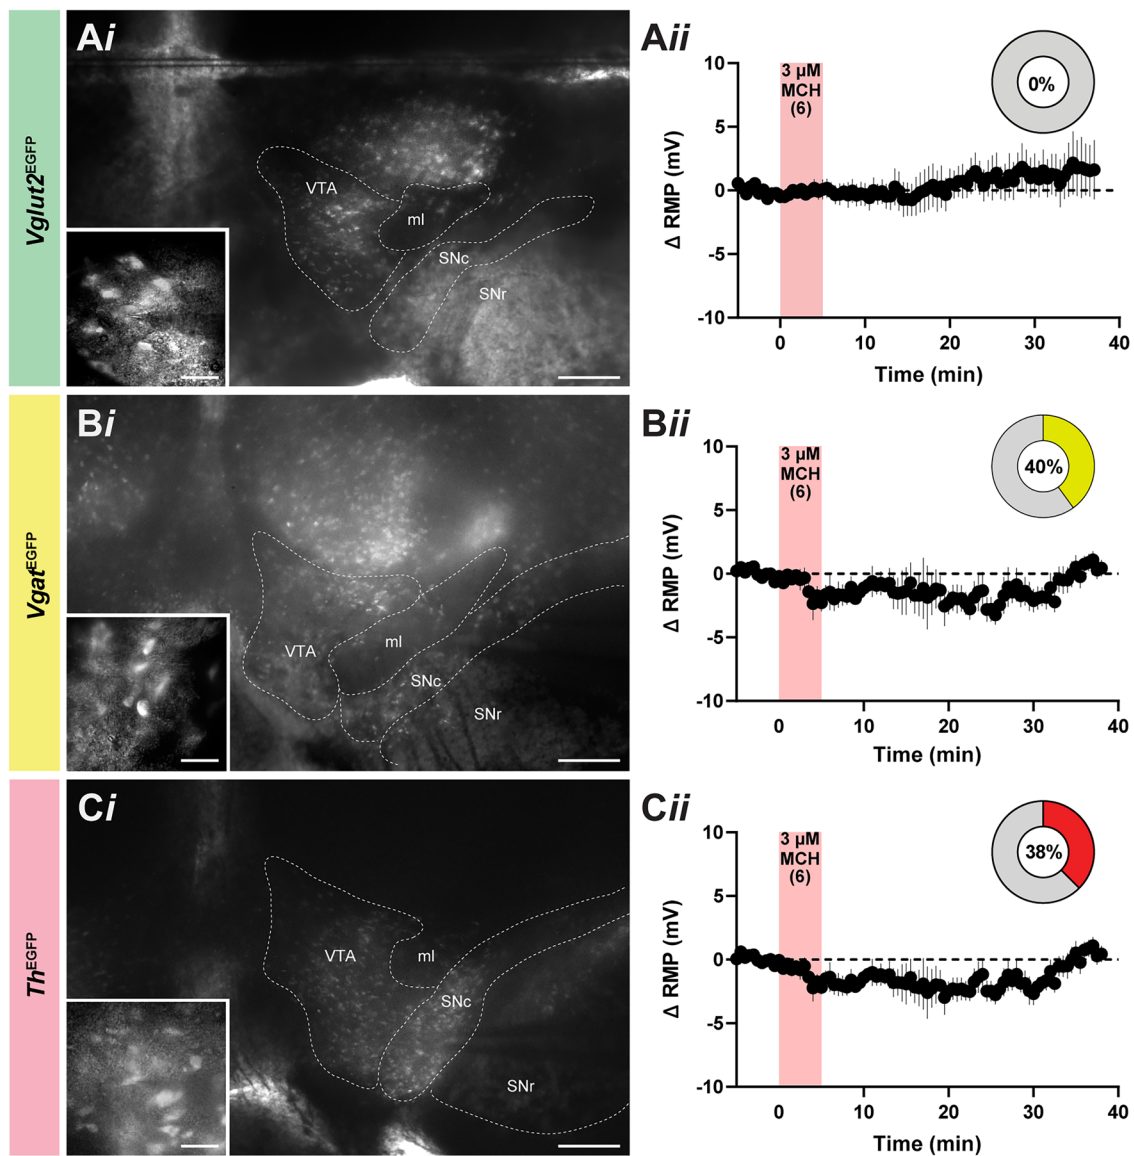 Vglut2EGFP
Ai
VTA
ml
SNc
SNr
Aii
Δ RMP (mV)
10
5
0
-5
-10
3 µM
MCH
(6)
0%
0 10 20 30 40
Time (min)
VgatEGFP
Bi
VTA
ml
SNc
SNr
Bii
Δ RMP (mV)
10
5
0
-5
-10
3 µM
MCH
(6)
40%
0 10 20 30 40
Time (min)
ThEGFP
Ci
VTA
ml
SNc
SNr
Cii
Δ RMP (mV)
10
5
0
-5
-10
3 µM
MCH
(6)
38%
0 10 20 30 40
Time (min)